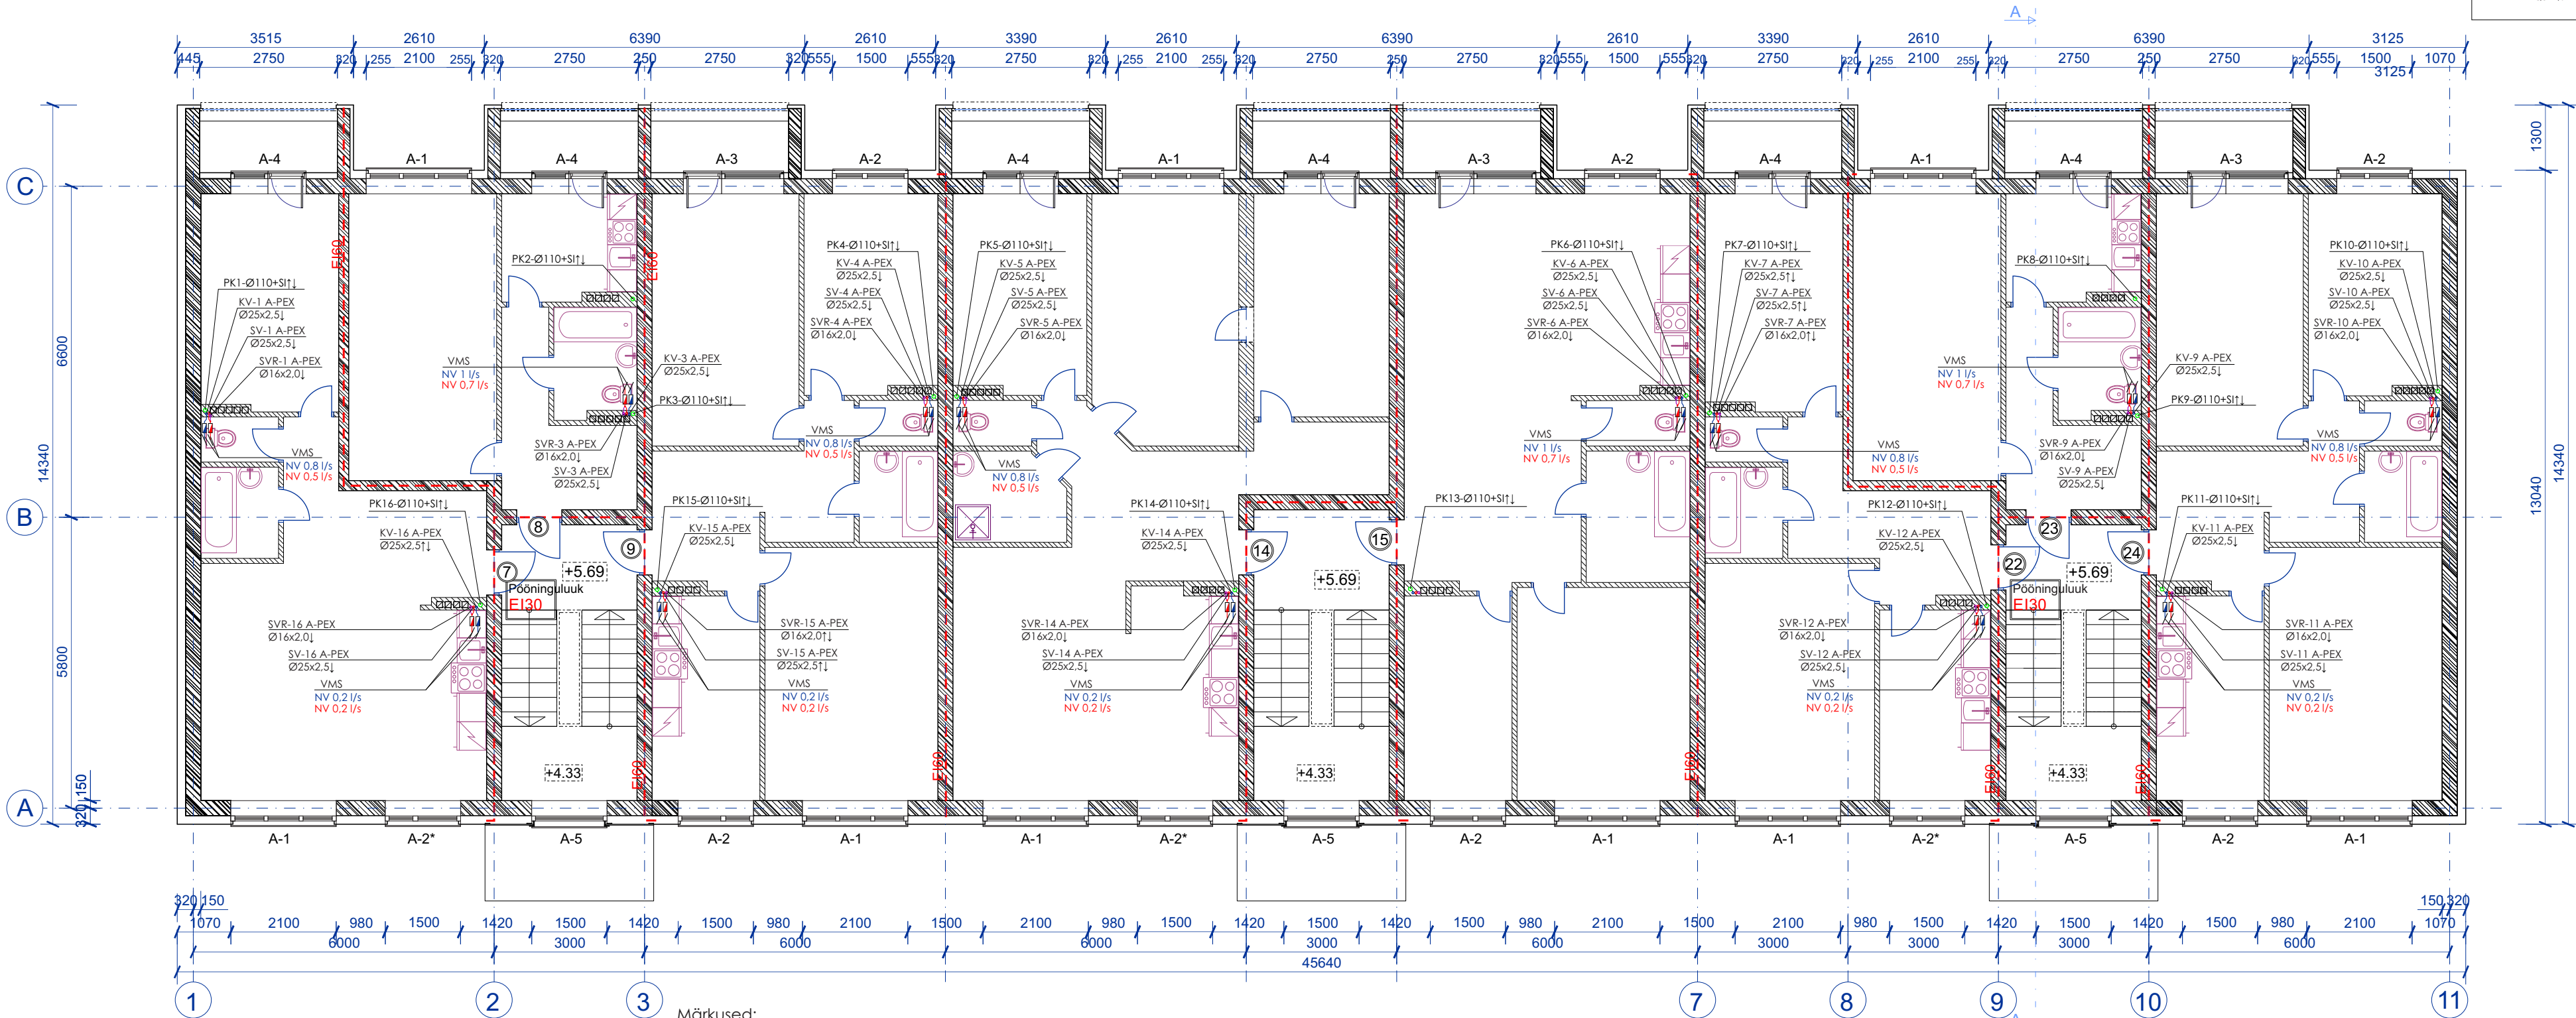 A
3515 2610 6390 2610 3390 2610 6390 2610 3390 2610 6390 3125
445 2750 320 255 2100 255 320 2750 250 2750 320 555 1500 555 320 2750 320 255 2100 255 320 2750 250 2750 320 555 1500 555 320 2750 320 255 2100 255 320 2750 250 2750 320 555 1500 1070
3125
A-4 A-1 A-4 A-3 A-2 A-4 A-1 A-4 A-3 A-2 A-4 A-1 A-4 A-3 A-2
C
B
A
14340
6600
5800
150
320
1300
13040
14340
EI60
EI60
PK1-Ø110+SI↑↓
KV-1 A-PEX
Ø25x2,5↓
SV-1 A-PEX
Ø25x2,5↓
SVR-1 A-PEX
Ø16x2,0↓
VMS
NV 0,8 l/s
NV 0,5 l/s
PK2-Ø110+SI↑↓
VMS
NV 1 l/s
NV 0,7 l/s
KV-3 A-PEX
Ø25x2,5↓
PK3-Ø110+SI↑↓
SVR-3 A-PEX
Ø16x2,0↓
SV-3 A-PEX
Ø25x2,5↓
PK4-Ø110+SI↑↓
KV-4 A-PEX
Ø25x2,5↓
SV-4 A-PEX
Ø25x2,5↓
SVR-4 A-PEX
Ø16x2,0↓
VMS
NV 0,8 l/s
NV 0,5 l/s
PK5-Ø110+SI↑↓
KV-5 A-PEX
Ø25x2,5↓
SV-5 A-PEX
Ø25x2,5↓
SVR-5 A-PEX
Ø16x2,0↓
VMS
NV 0,8 l/s
NV 0,5 l/s
PK6-Ø110+SI↑↓
KV-6 A-PEX
Ø25x2,5↓
SV-6 A-PEX
Ø25x2,5↓
SVR-6 A-PEX
Ø16x2,0↓
VMS
NV 1 l/s
NV 0,7 l/s
PK7-Ø110+SI↑↓
KV-7 A-PEX
Ø25x2,5↑↓
SV-7 A-PEX
Ø25x2,5↑↓
SVR-7 A-PEX
Ø16x2,0↑↓
VMS
NV 0,8 l/s
NV 0,5 l/s
PK8-Ø110+SI↑↓
VMS
NV 1 l/s
NV 0,7 l/s
KV-9 A-PEX
Ø25x2,5↓
PK9-Ø110+SI↑↓
SVR-9 A-PEX
Ø16x2,0↓
SV-9 A-PEX
Ø25x2,5↓
PK10-Ø110+SI↑↓
KV-10 A-PEX
Ø25x2,5↓
SV-10 A-PEX
Ø25x2,5↓
SVR-10 A-PEX
Ø16x2,0↓
VMS
NV 0,8 l/s
NV 0,5 l/s
PK16-Ø110+SI↑↓
KV-16 A-PEX
Ø25x2,5↑↓
SVR-16 A-PEX
Ø16x2,0↓
SV-16 A-PEX
Ø25x2,5↓
VMS
NV 0,2 l/s
NV 0,2 l/s
8
9
7
+5.69
Pööninguluuk
EI30
+4.33
EI60
PK15-Ø110+SI↑↓
KV-15 A-PEX
Ø25x2,5↓
SVR-15 A-PEX
Ø16x2,0↑↓
SV-15 A-PEX
Ø25x2,5↑↓
VMS
NV 0,2 l/s
NV 0,2 l/s
EI60
PK14-Ø110+SI↑↓
KV-14 A-PEX
Ø25x2,5↓
SVR-14 A-PEX
Ø16x2,0↓
SV-14 A-PEX
Ø25x2,5↓
VMS
NV 0,2 l/s
NV 0,2 l/s
14
15
+5.69
+4.33
PK13-Ø110+SI↑↓
EI60
PK12-Ø110+SI↑↓
KV-12 A-PEX
Ø25x2,5↓
SVR-12 A-PEX
Ø16x2,0↓
SV-12 A-PEX
Ø25x2,5↓
VMS
NV 0,2 l/s
NV 0,2 l/s
EI60
23
22
24
+5.69
Pööninguluuk
EI30
+4.33
EI60
PK11-Ø110+SI↑↓
KV-11 A-PEX
Ø25x2,5↓
SVR-11 A-PEX
Ø16x2,0↓
SV-11 A-PEX
Ø25x2,5↓
VMS
NV 0,2 l/s
NV 0,2 l/s
A-1 A-2* A-5 A-2 A-1 A-1 A-2* A-5 A-2 A-1 A-1 A-2* A-5 A-2 A-1
320 150 150 320
1070 2100 980 1500 1420 1500 1420 1500 980 2100 1500 2100 980 1500 1420 1500 1420 1500 980 2100 1500 2100 980 1500 1420 1500 1420 1500 980 2100 1070
6000 3000 6000 6000 3000 6000 3000 3000 3000 6000
45640
1 2 3 7 8 9 10 11
Märkused: